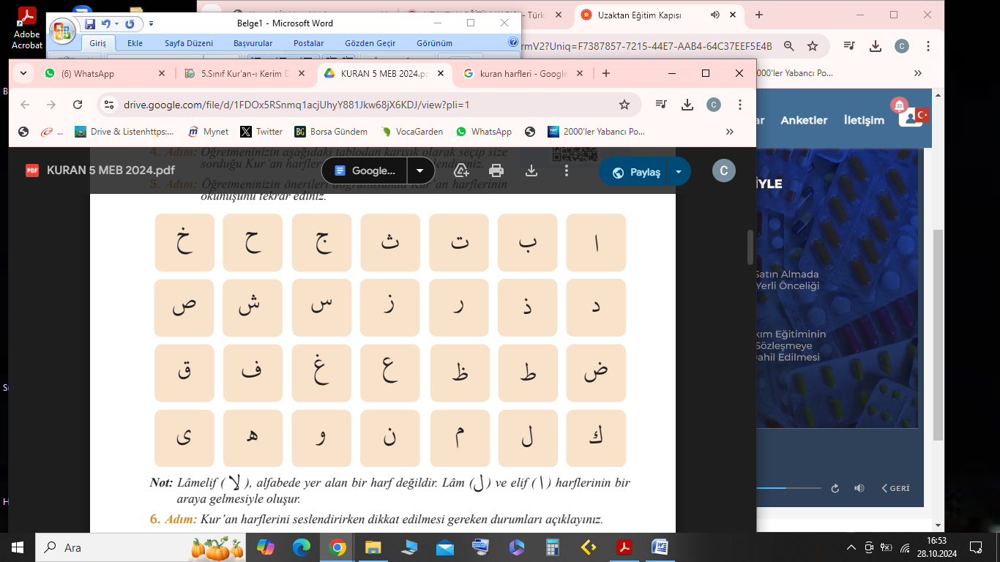 Adobe
Acrobat
Belge1 - Microsoft Word
Giriş Ekle Sayfa Düzeni Başvurular Postalar Gözden Geçir Görünüm
- Türki
Uzaktan Eğitim Kapısı
rmV2?Uniq=F7387857-7215-44E7-AAB4-64C37EEF5E4B
C
2000'ler Yabancı Po...
»
(6) WhatsApp
5.Sınıf Kur'an-ı Kerim D
KURAN 5 MEB 2024.p
kuran harfleri - Google
drive.google.com/file/d/1FDOx5RSnmq1acjUhyY881Jkw68jX6KDJ/view?pli=1
C
...
Drive & Listenhttps:...
Mynet
Twitter
BG Borsa Gündem
VocaGarden
WhatsApp
TRT
2000'ler Yabancı Po...
»
33
ar Anketler İletişim
PDF KURAN 5 MEB 2024.pdf
Google...
Paylaş
C
4. Adım: Öğretmeninizin aşağıdaki tablodan karışık olarak seçip size
sorduğu Kur'an harfler
5. Adım: Öğretmeninizin önerileri doğrultusunda Kur'an harflerinin
okunuşunu tekrar ediniz.
ا ب ت ث ج ح خ
د ذ ر ز س ش ص
ض ط ظ ع غ ف ق
ك ل م ن و ه ى
Not: Lâmelif ( لا ), alfabede yer alan bir harf değildir. Lâm ( ل ) ve elif ( ا ) harflerinin bir
araya gelmesiyle oluşur.
6. Adım: Kur'an harflerini seslendirirken dikkat edilmesi gereken durumları açıklayınız.
İYLE
Satın Almada
Yerli Önceliği
kım Eğitiminin
Sözleşmeye
Dahil Edilmesi
GERİ
Ara
16:53
28.10.2024